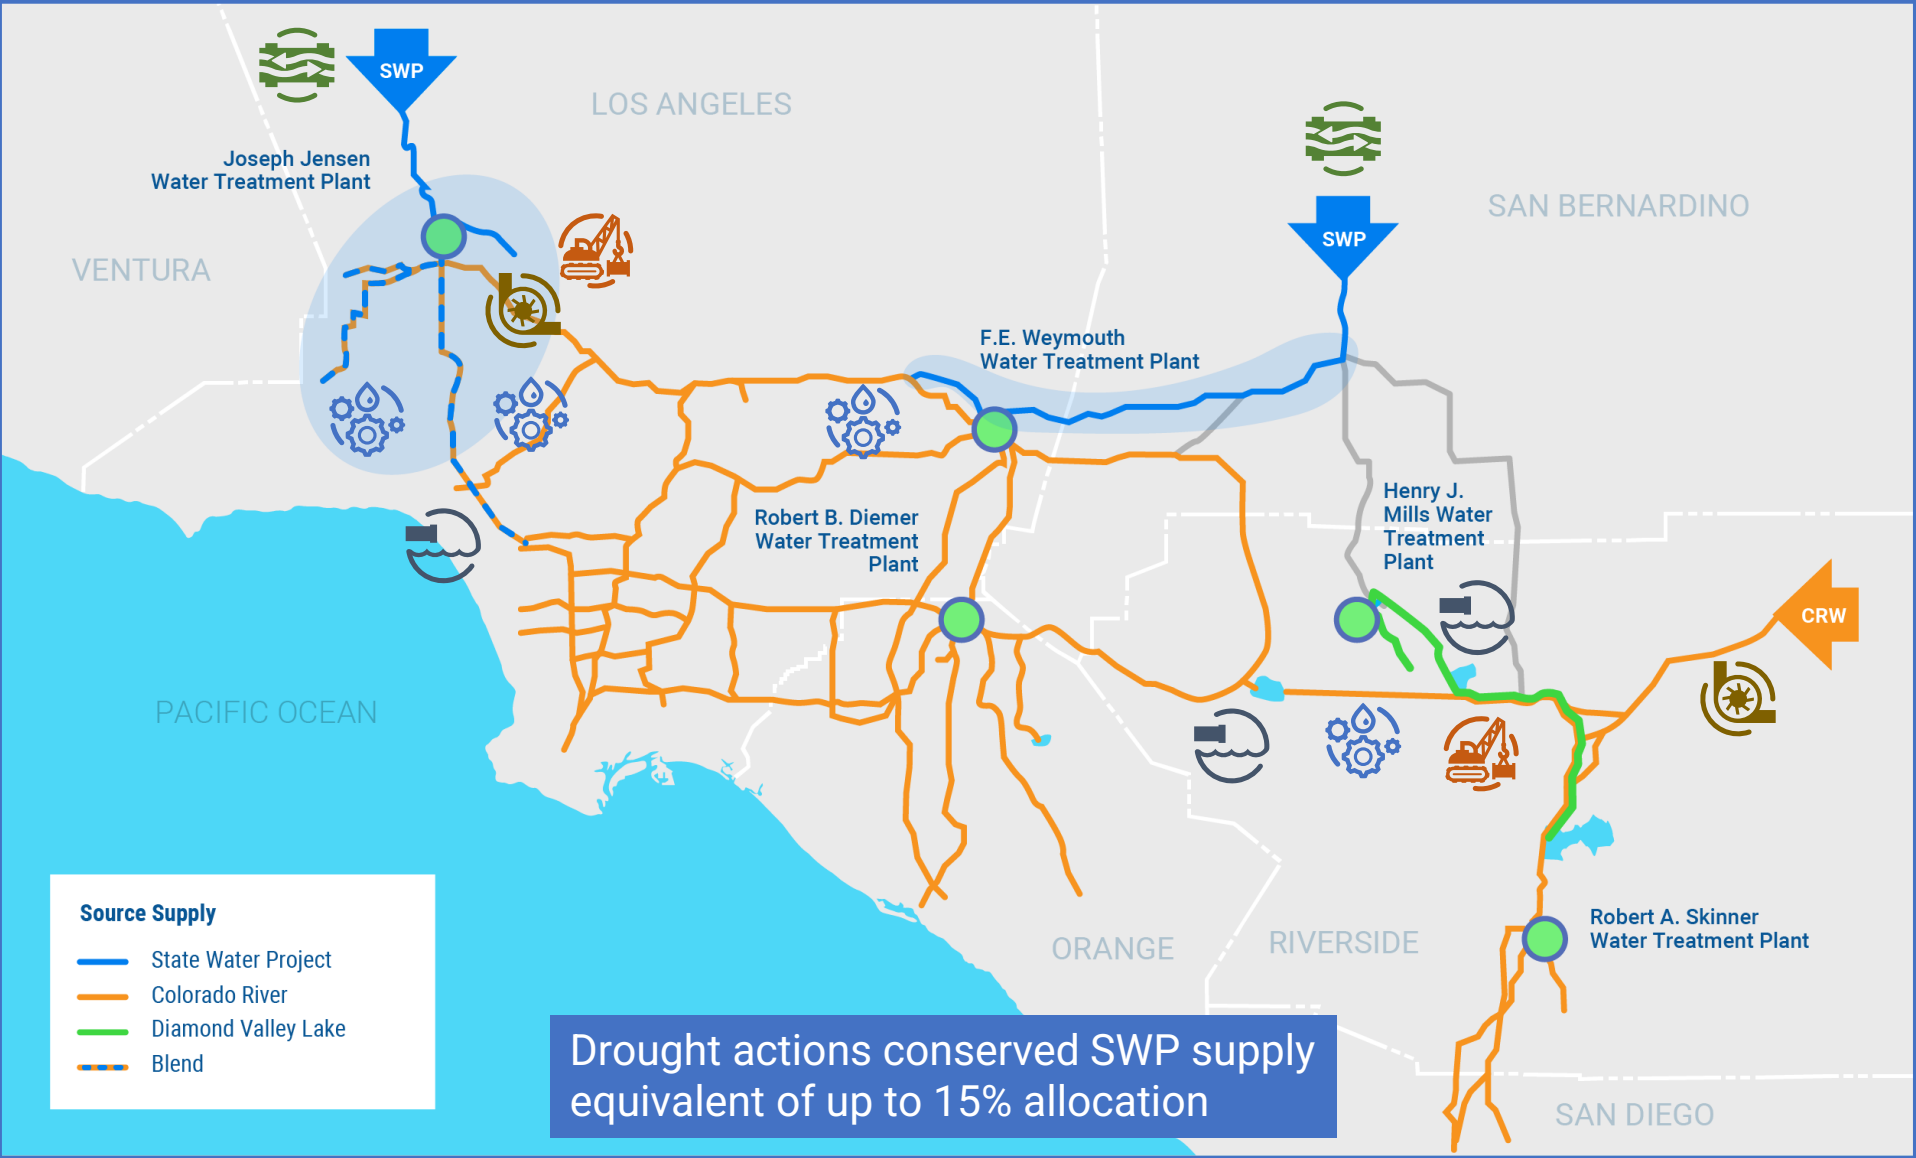 SWP
LOS ANGELES
Joseph Jensen
Water Treatment Plant
SAN BERNARDINO
SWP
VENTURA
F.E. Weymouth
Water Treatment Plant
Henry J.
Mills Water
Treatment
Plant
Robert B. Diemer
Water Treatment
Plant
CRW
PACIFIC OCEAN
Source Supply
State Water Project
Colorado River
Diamond Valley Lake
Blend
ORANGE
RIVERSIDE
Robert A. Skinner
Water Treatment Plant
Drought actions conserved SWP supply
equivalent of up to 15% allocation
SAN DIEGO